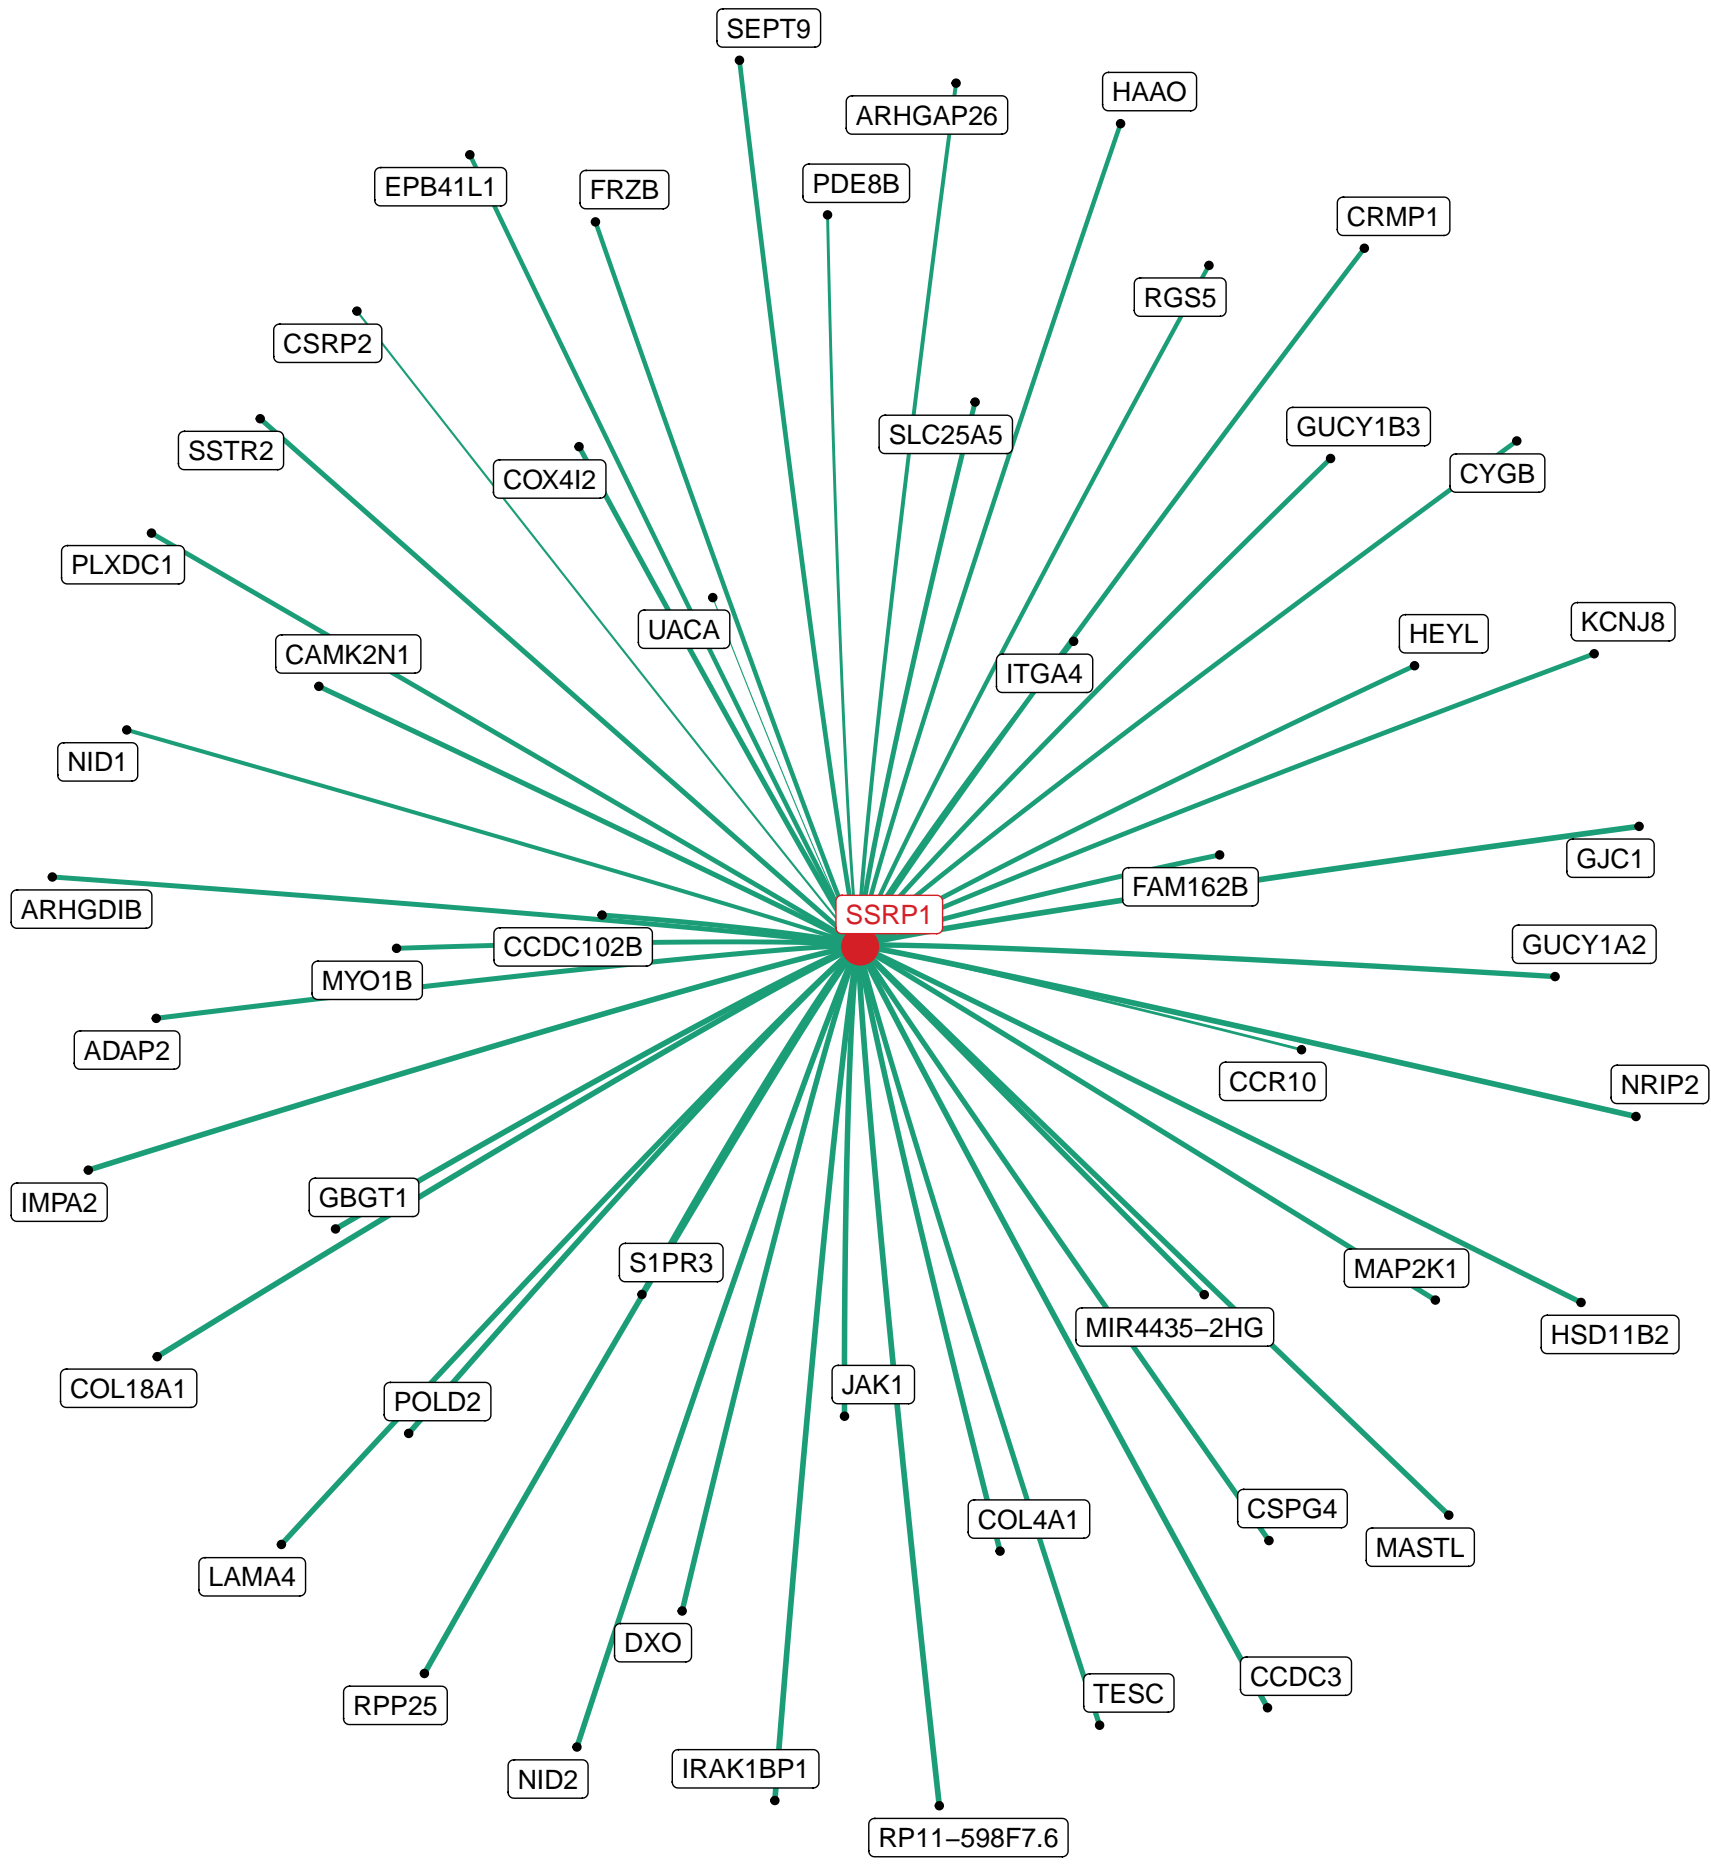 SEPT9
HAAO
ARHGAP26
PDE8B
EPB41L1
FRZB
CRMP1
RGS5
CSRP2
GUCY1B3
SLC25A5
SSTR2
CYGB
COX4I2
PLXDC1
KCNJ8
UACA
HEYL
CAMK2N1
ITGA4
NID1
GJC1
FAM162B
ARHGDIB
SSRP1
GUCY1A2
CCDC102B
MYO1B
ADAP2
CCR10
NRIP2
GBGT1
IMPA2
S1PR3
MAP2K1
MIR4435−2HG
HSD11B2
JAK1
COL18A1
POLD2
CSPG4
COL4A1
MASTL
LAMA4
DXO
CCDC3
TESC
RPP25
IRAK1BP1
NID2
RP11−598F7.6